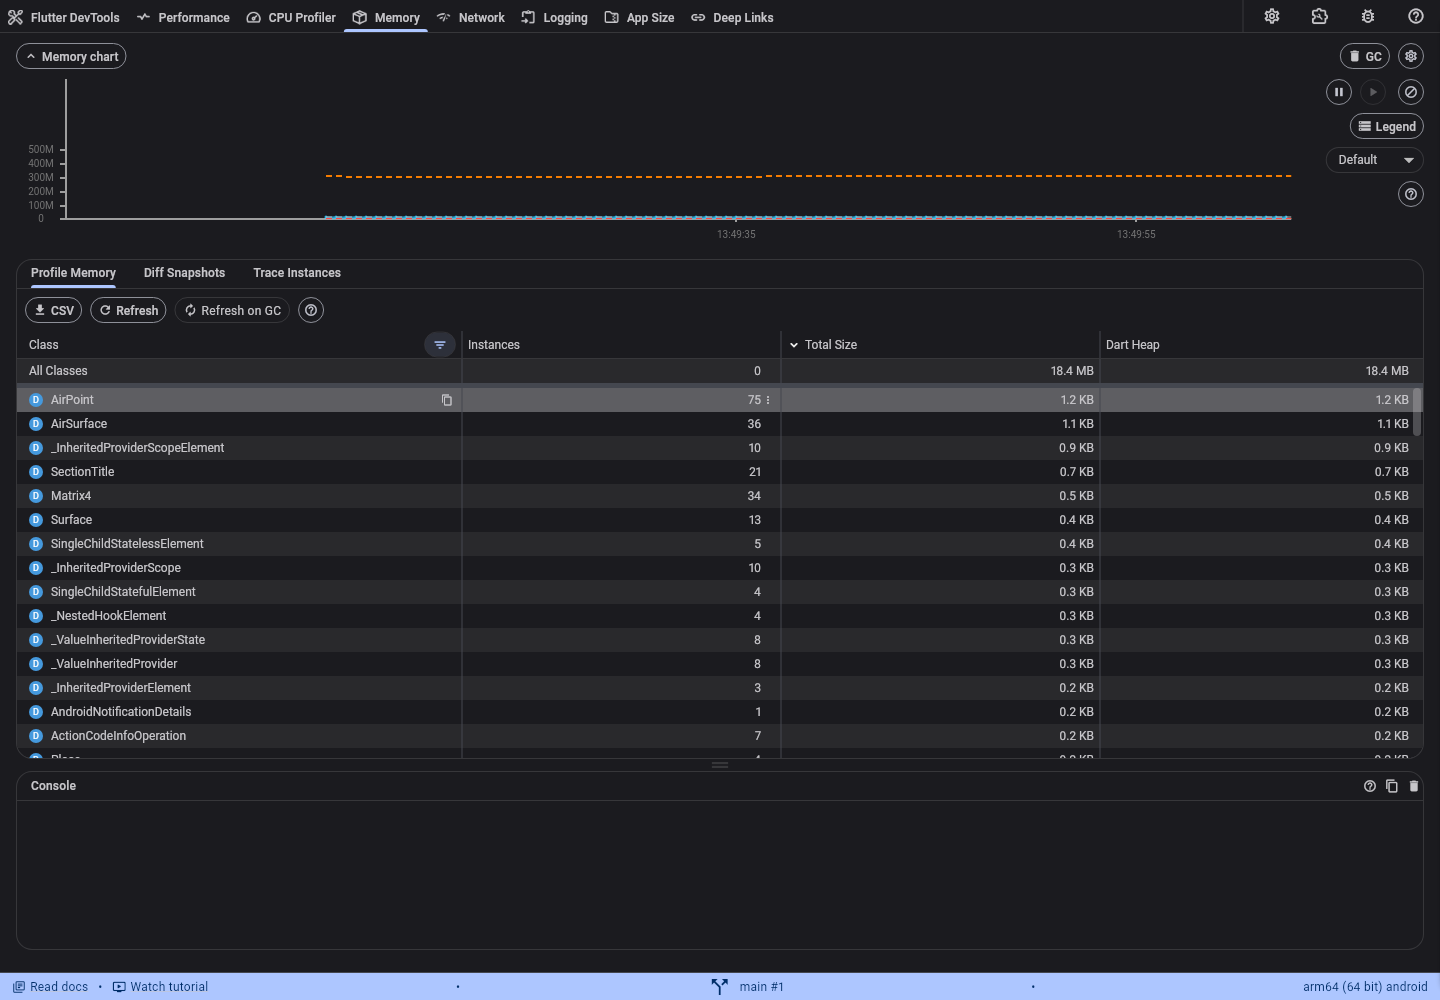 Flutter DevTools Performance CPU Profiler Memory Network Logging App Size Deep Links
Memory chart GC
Legend
Default
500M
400M
300M
200M
100M
0
13:49:35 13:49:55
Profile Memory Diff Snapshots Trace Instances
CSV Refresh Refresh on GC
Class Instances Total Size Dart Heap
All Classes 0 18.4 MB 18.4 MB
D AirPoint 75 1.2 KB 1.2 KB
D AirSurface 36 1.1 KB 1.1 KB
D _InheritedProviderScopeElement 10 0.9 KB 0.9 KB
D SectionTitle 21 0.7 KB 0.7 KB
D Matrix4 34 0.5 KB 0.5 KB
D Surface 13 0.4 KB 0.4 KB
D SingleChildStatelessElement 5 0.4 KB 0.4 KB
D _InheritedProviderScope 10 0.3 KB 0.3 KB
D SingleChildStatefulElement 4 0.3 KB 0.3 KB
D _NestedHookElement 4 0.3 KB 0.3 KB
D _ValueInheritedProviderState 8 0.3 KB 0.3 KB
D _ValueInheritedProvider 8 0.3 KB 0.3 KB
D _InheritedProviderElement 3 0.2 KB 0.2 KB
D AndroidNotificationDetails 1 0.2 KB 0.2 KB
D ActionCodeInfoOperation 7 0.2 KB 0.2 KB
Console
Read docs • Watch tutorial • main #1 • arm64 (64 bit) android